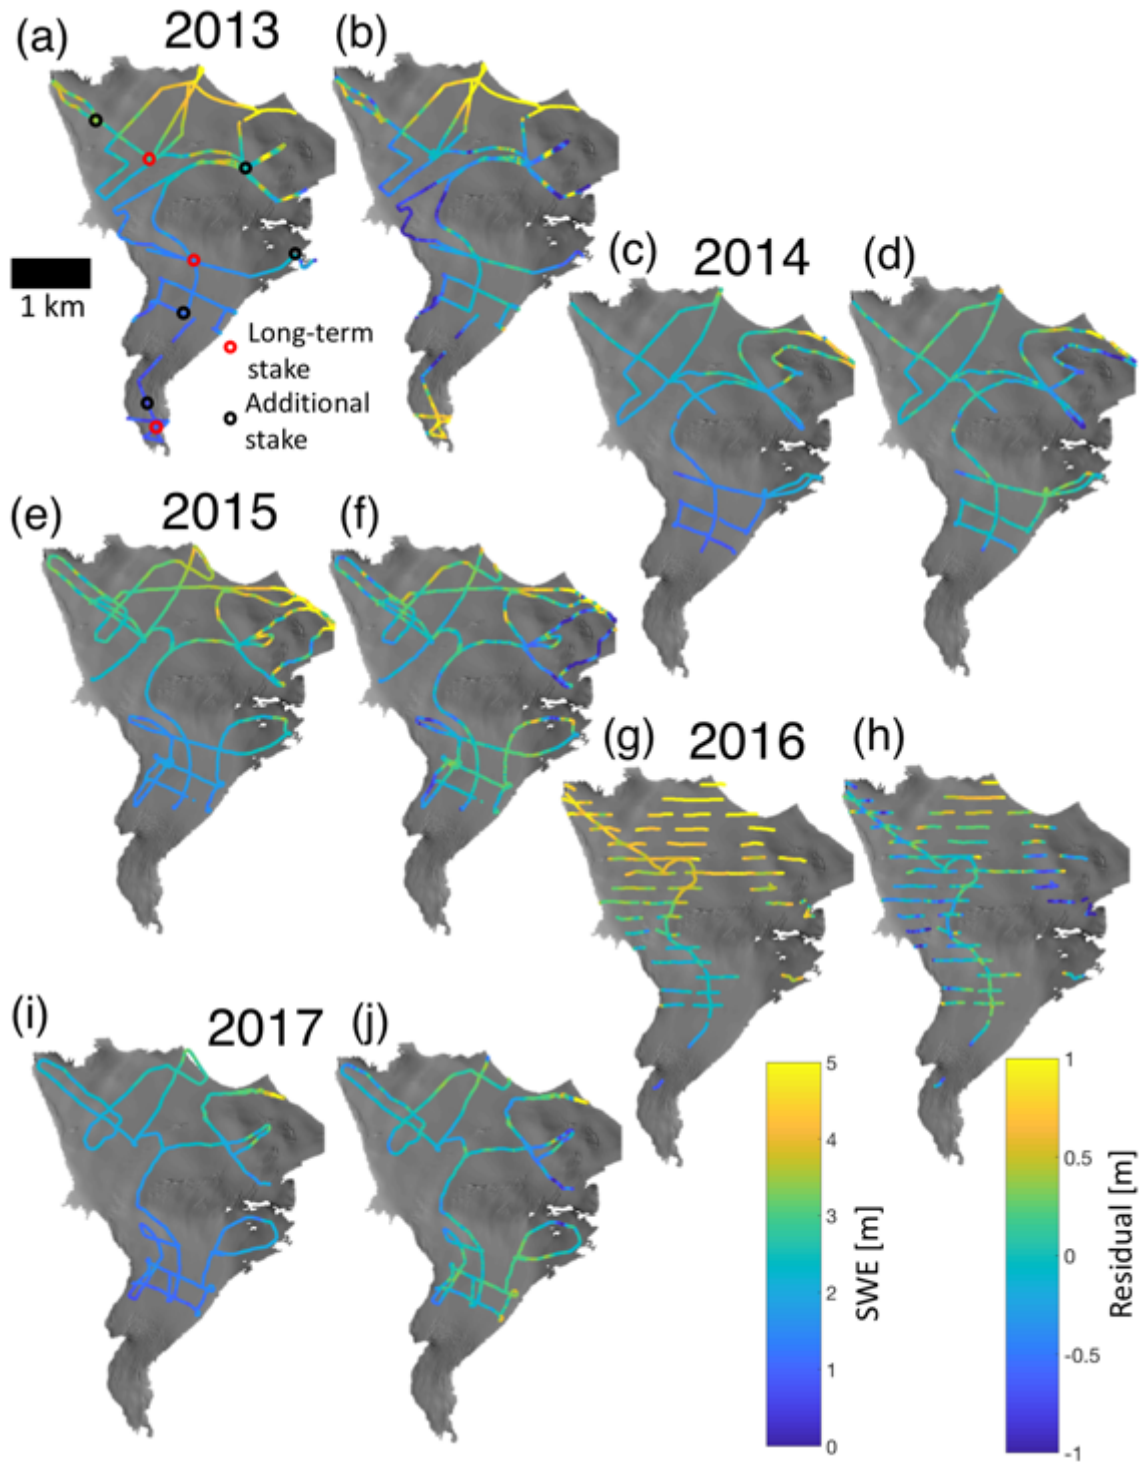 (a) 2013 (b)
1 km
Long-term
stake
Additional
stake
(c) 2014 (d)
(e) 2015 (f)
(g) 2016 (h)
(i) 2017 (j)
5
4
3
2
1
0
SWE [m]
1
0.5
0
-0.5
-1
Residual [m]